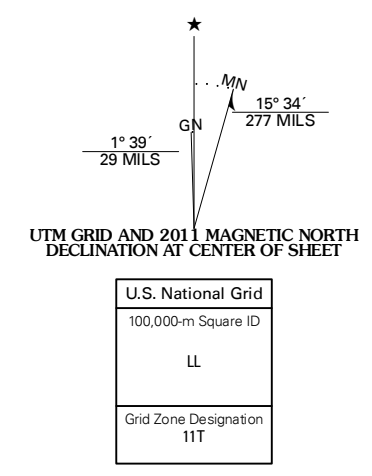 MN
GN
15° 34´
277 MILS
1° 39´
29 MILS
UTM GRID AND 2011 MAGNETIC NORTH
DECLINATION AT CENTER OF SHEET
U.S. National Grid
100,000-m Square ID
LL
Grid Zone Designation
11T